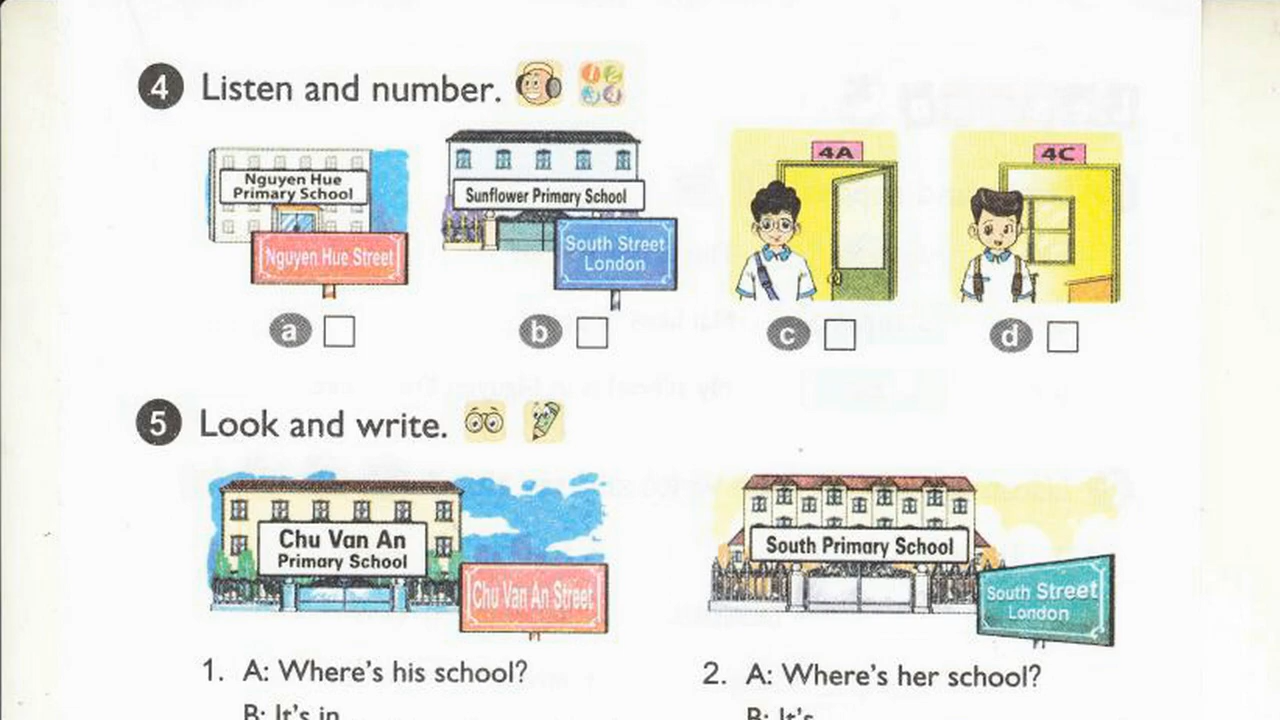 4 Listen and number.
Nguyen Hue
Primary School
Nguyen Hue Street
a
Sunflower Primary School
South Street
London
b
4A
c
4C
d
5 Look and write.
Chu Van An
Primary School
Chu Van An Street
South Primary School
South Street
London
1. A: Where's his school?
B: It's in
2. A: Where's her school?
B: It's